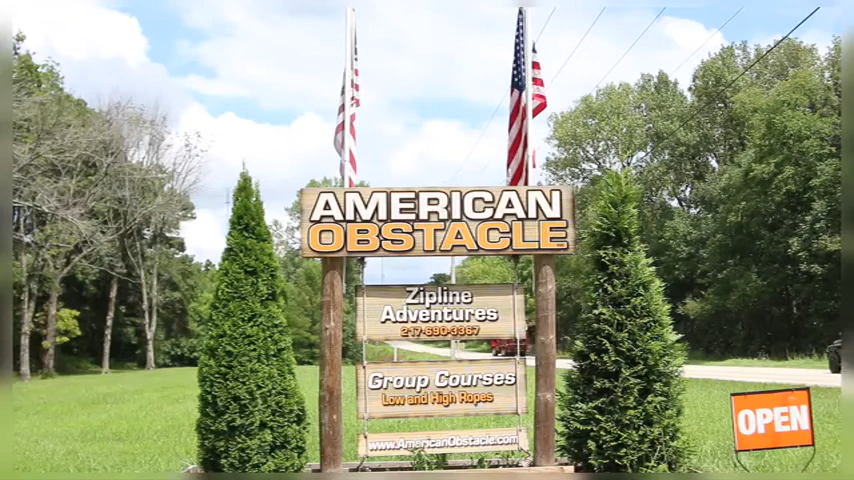 AMERICAN
OBSTACLE
Zipline
Adventures
217-690-3367
Group Courses
Low and High Ropes
www.AmericanObstacle.com
OPEN